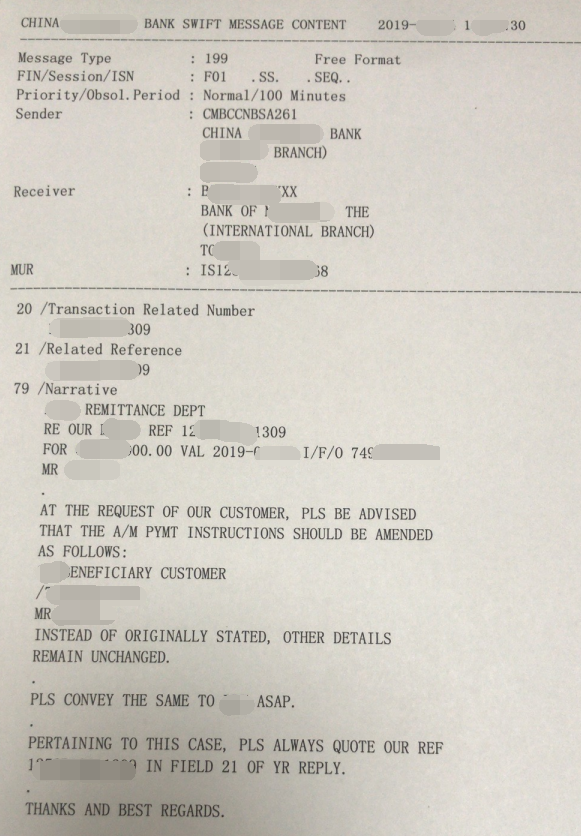 CHINA BANK SWIFT MESSAGE CONTENT 2019- 1 :30
Message Type : 199 Free Format
FIN/Session/ISN : F01 .SS. .SEQ..
Priority/Obsol.Period : Normal/100 Minutes
Sender : CMBCCNBSA261
CHINA BANK
BRANCH)
Receiver : B XX
BANK OF THE
(INTERNATIONAL BRANCH)
TO
MUR : IS12 68
20 /Transaction Related Number
309
21 /Related Reference
09
79 /Narrative
REMITTANCE DEPT
RE OUR REF 12 1309
FOR 000.00 VAL 2019- I/F/O 749
MR
.
AT THE REQUEST OF OUR CUSTOMER, PLS BE ADVISED
THAT THE A/M PYMT INSTRUCTIONS SHOULD BE AMENDED
AS FOLLOWS:
ENEFICIARY CUSTOMER
/
MR
INSTEAD OF ORIGINALLY STATED, OTHER DETAILS
REMAIN UNCHANGED.
.
PLS CONVEY THE SAME TO ASAP.
.
PERTAINING TO THIS CASE, PLS ALWAYS QUOTE OUR REF
IN FIELD 21 OF YR REPLY.
.
THANKS AND BEST REGARDS.